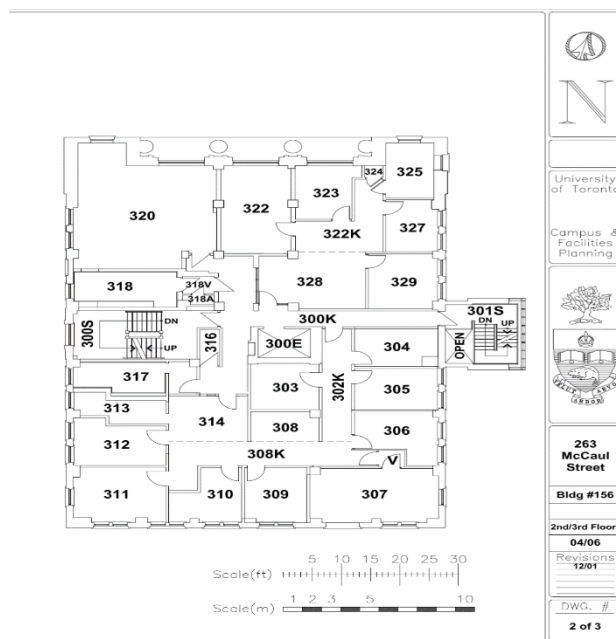 320
322
323
324
325
322K
327
318
318V
318A
328
329
300K
301S
DN
UP
OPEN
300S
DN
UP
316
300E
304
317
303
302K
305
313
314
308
306
312
308K
V
311
310
309
307
Scale(ft)
5 10 15 20 25 30
Scale(m)
1 2 3 5 10
N
University
of Toronto
Campus &
Facilities
Planning
VELUT ARBOR ÆVO
263
McCaul
Street
Bldg #156
2nd/3rd Floor
04/06
Revisions
12/01
DWG. #
2 of 3